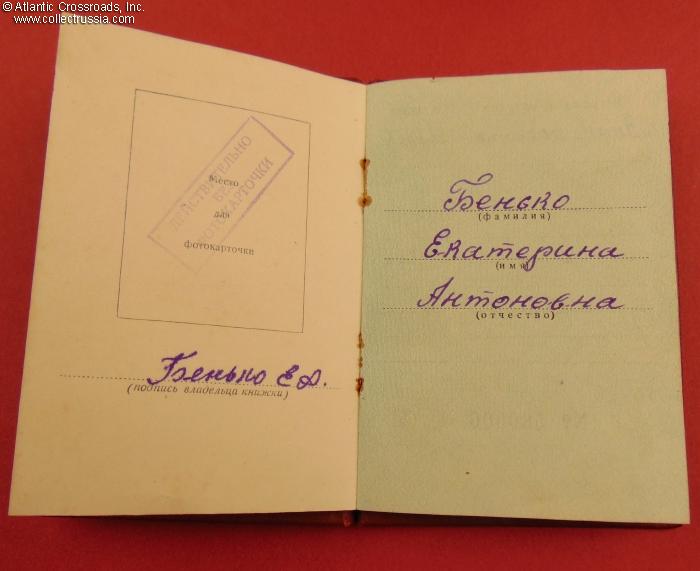 © Atlantic Crossroads, Inc.
www.collectrussia.com
ДЕЙСТВИТЕЛЬНО
БЕЗ
ФОТОКАРТОЧКИ
Место
для
фотокарточки
Бенько Е А.
(подпись владельца книжки)
Бенько
(фамилия)
Екатерина
(имя)
Антоновна
(отчество)